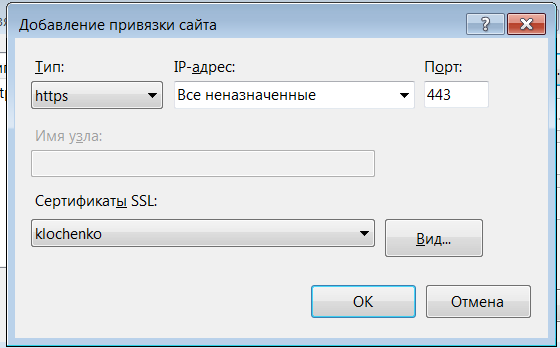 Добавление привязки сайта
Тип: IP-адрес: Порт:
https Все неназначенные 443
Имя узла:
Сертификаты SSL:
klochenko Вид...
OK Отмена